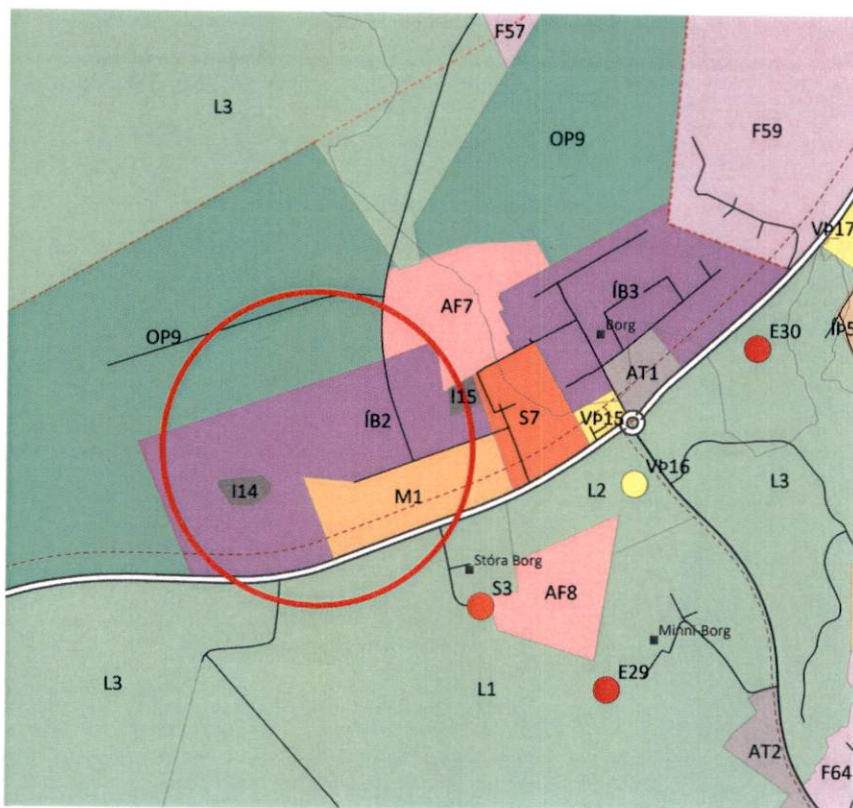 F57
L3
OP9
F59
VÞ17
AF7
ÍB3
OP9
Borg
E30
ÍÞ5
AT1
I15
S7
ÍB2
VÞ15
I14
M1
VÞ16
L2
L3
Stóra Borg
S3
AF8
Minni-Borg
L3
L1
E29
AT2
F64